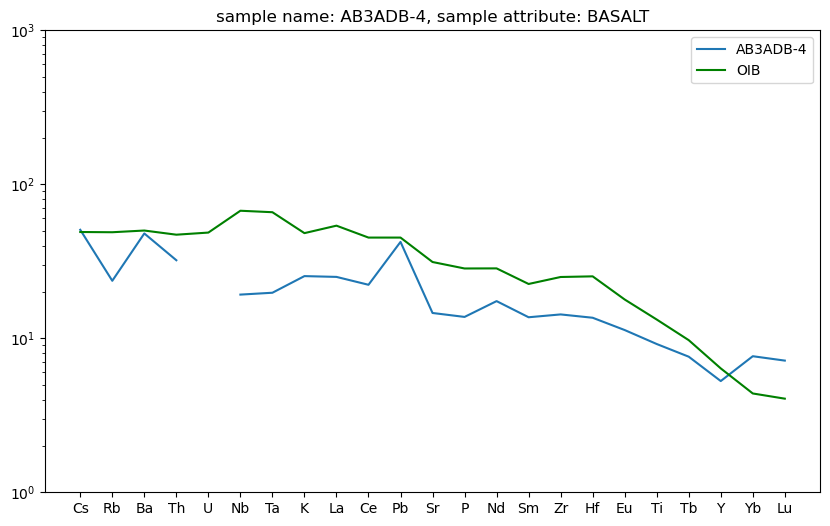 sample name: AB3ADB-4, sample attribute: BASALT
10³
10²
10¹
10⁰
AB3ADB-4
OIB
Cs Rb Ba Th U Nb Ta K La Ce Pb Sr P Nd Sm Zr Hf Eu Ti Tb Y Yb Lu